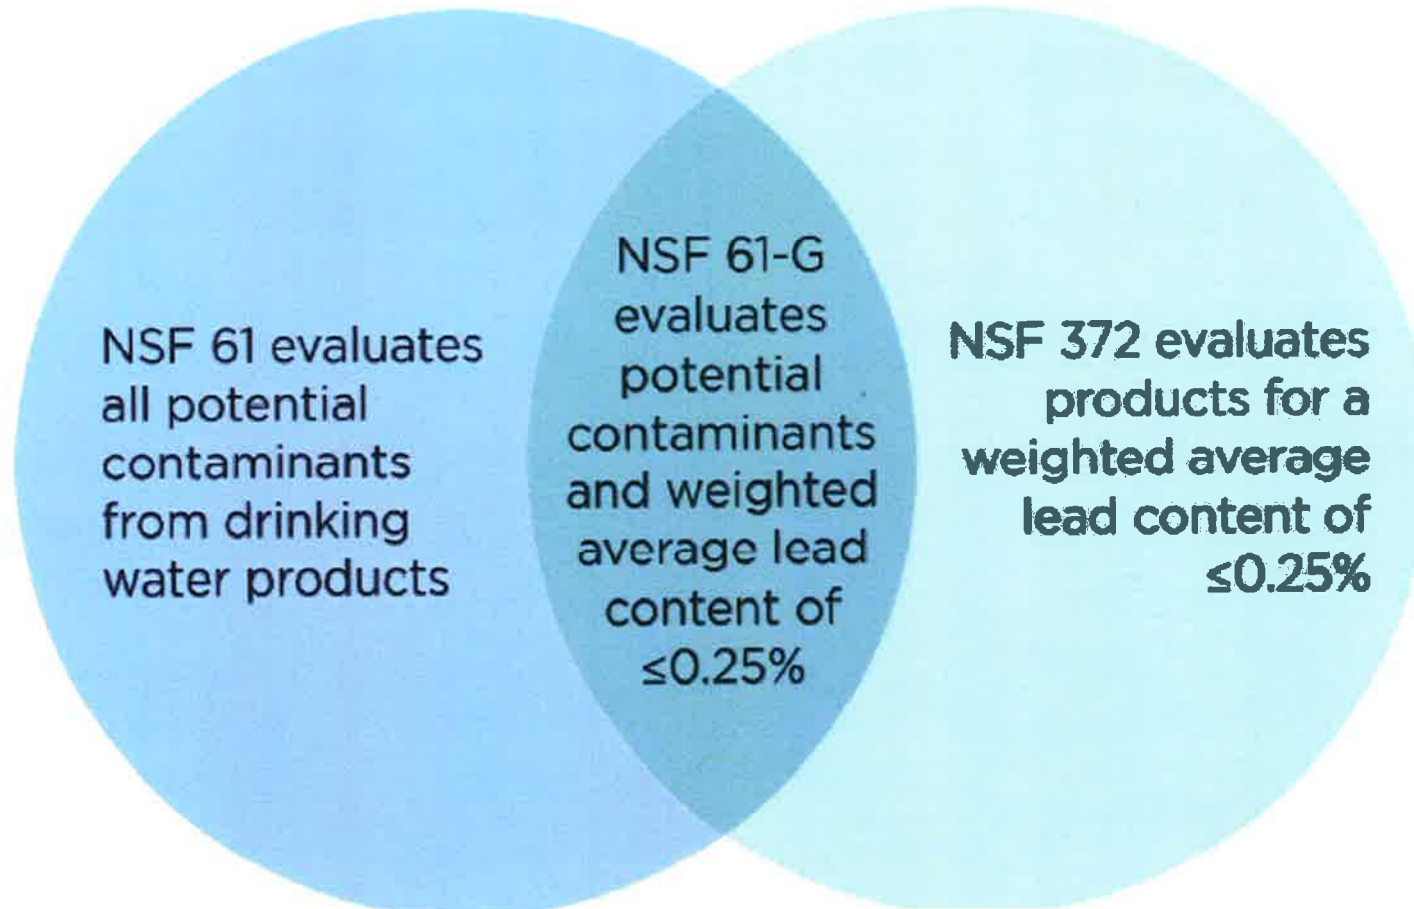 NSF 61 evaluates
all potential
contaminants
from drinking
water products
NSF 61-G
evaluates
potential
contaminants
and weighted
average lead
content of
≤0.25%
NSF 372 evaluates
products for a
weighted average
lead content of
≤0.25%